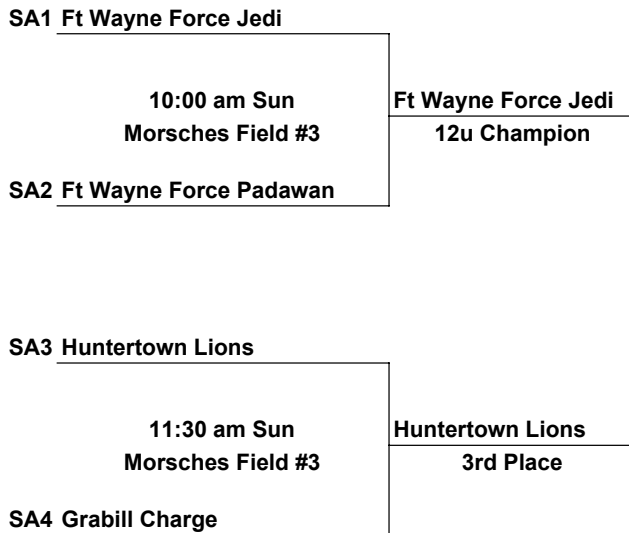 SA1 Ft Wayne Force Jedi
10:00 am Sun
Ft Wayne Force Jedi
Morsches Field #3
12u Champion
SA2 Ft Wayne Force Padawan
SA3 Huntertown Lions
11:30 am Sun
Huntertown Lions
Morsches Field #3
3rd Place
SA4 Grabill Charge